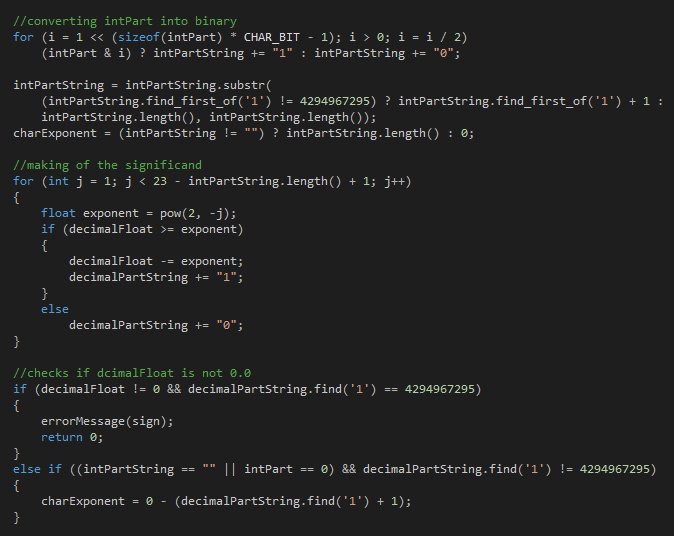 //converting intPart into binary
for (i = 1 << (sizeof(intPart) * CHAR_BIT - 1); i > 0; i = i / 2)
    (intPart & i) ? intPartString += "1" : intPartString += "0";

intPartString = intPartString.substr(
    (intPartString.find_first_of('1') != 4294967295) ? intPartString.find_first_of('1') + 1 :
    intPartString.length(), intPartString.length());
charExponent = (intPartString != "") ? intPartString.length() : 0;

//making of the significand
for (int j = 1; j < 23 - intPartString.length() + 1; j++)
{
    float exponent = pow(2, -j);
    if (decimalFloat >= exponent)
    {
        decimalFloat -= exponent;
        decimalPartString += "1";
    }
    else
        decimalPartString += "0";
}

//checks if dcimalFloat is not 0.0
if (decimalFloat != 0 && decimalPartString.find('1') == 4294967295)
{
    errorMessage(sign);
    return 0;
}
else if ((intPartString == "" || intPart == 0) && decimalPartString.find('1') != 4294967295)
{
    charExponent = 0 - (decimalPartString.find('1') + 1);
}